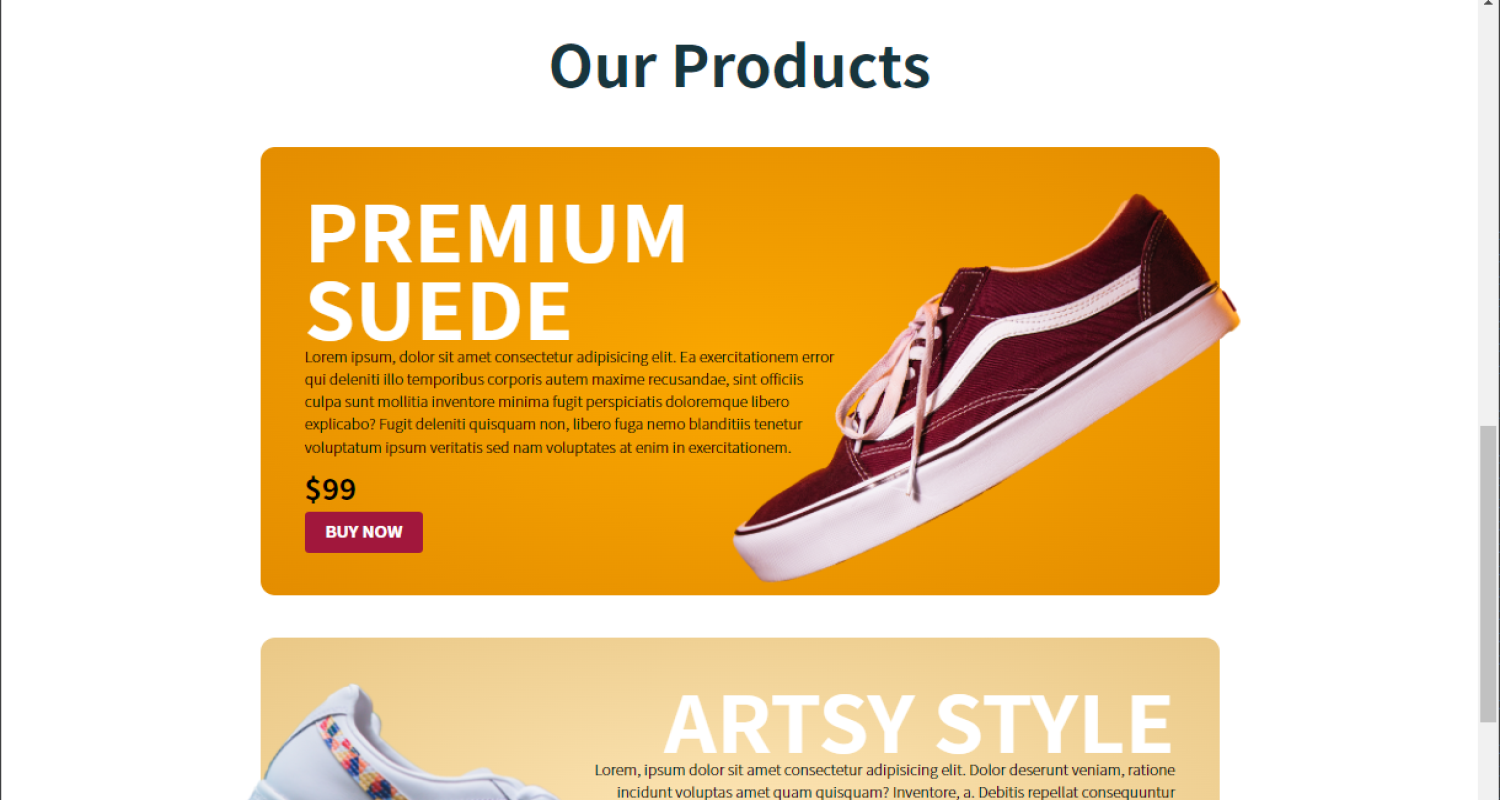 Our Products
PREMIUM
SUEDE
Lorem ipsum, dolor sit amet consectetur adipisicing elit. Ea exercitationem error
qui deleniti illo temporibus corporis autem maxime recusandae, sint officiis
culpa sunt mollitia inventore minima fugit perspiciatis doloremque libero
explicabo? Fugit deleniti quisquam non, libero fuga nemo blanditiis tenetur
voluptatum ipsum veritatis sed nam voluptates at enim in exercitationem.
$99
BUY NOW
ARTSY STYLE
Lorem, ipsum dolor sit amet consectetur adipisicing elit. Dolor deserunt veniam, ratione
incidunt voluptas amet quam quisquam? Inventore, a. Debitis repellat consequuntur